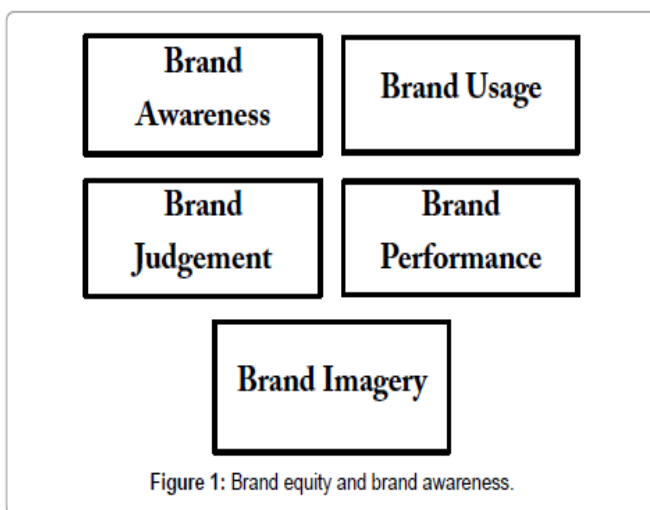 Brand
Awareness
Brand Usage
Brand
Judgement
Brand
Performance
Brand Imagery
Figure 1: Brand equity and brand awareness.